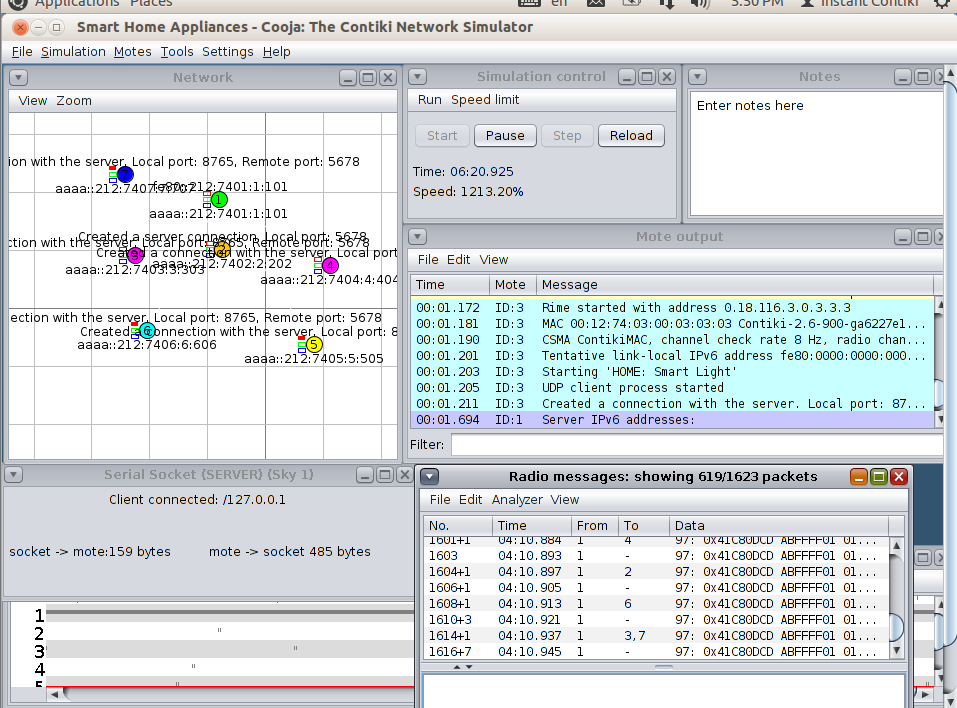 Applications Places en 5:30 PM Instant Contiki
Smart Home Appliances - Cooja: The Contiki Network Simulator
File Simulation Motes Tools Settings Help
Network
View Zoom
ion with the server. Local port: 8765, Remote port: 5678
7
aaaa::212:7407:7:707
fe80::212:7401:1:101
1
aaaa::212:7401:1:101
Created a server connection. Local port: 5678
ction with the server. Local port: 8765, Remote port: 5678
Created a connection with the server. Local port
3
2
aaaa::212:7402:2:202
aaaa::212:7403:3:303
4
aaaa::212:7404:4:404
ection with the server. Local port: 8765, Remote port: 5678
6
Created a connection with the server. Local port: 8
aaaa::212:7406:6:606
5
aaaa::212:7405:5:505
Simulation control
Run Speed limit
Start Pause Step Reload
Time: 06:20.925
Speed: 1213.20%
Notes
Enter notes here
Mote output
File Edit View
Time Mote Message
00:01.172 ID:3 Rime started with address 0.18.116.3.0.3.3.3
00:01.181 ID:3 MAC 00:12:74:03:00:03:03:03 Contiki-2.6-900-ga6227e1...
00:01.190 ID:3 CSMA ContikiMAC, channel check rate 8 Hz, radio chan...
00:01.201 ID:3 Tentative link-local IPv6 address fe80:0000:0000:000...
00:01.203 ID:3 Starting 'HOME: Smart Light'
00:01.205 ID:3 UDP client process started
00:01.211 ID:3 Created a connection with the server. Local port: 87...
00:01.694 ID:1 Server IPv6 addresses:
Filter:
Serial Socket (SERVER) (Sky 1)
Client connected: /127.0.0.1
socket -> mote:159 bytes mote -> socket 485 bytes
1
2
3
4
5
Radio messages: showing 619/1623 packets
File Edit Analyzer View
No. Time From To Data
1601+1 04:10.884 1 4 97: 0x41C80DCD ABFFFF01 01...
1603 04:10.893 1 - 97: 0x41C80DCD ABFFFF01 01...
1604+1 04:10.897 1 2 97: 0x41C80DCD ABFFFF01 01...
1606+1 04:10.905 1 - 97: 0x41C80DCD ABFFFF01 01...
1608+1 04:10.913 1 6 97: 0x41C80DCD ABFFFF01 01...
1610+3 04:10.921 1 - 97: 0x41C80DCD ABFFFF01 01...
1614+1 04:10.937 1 3,7 97: 0x41C80DCD ABFFFF01 01...
1616+7 04:10.945 1 - 97: 0x41C80DCD ABFFFF01 01...